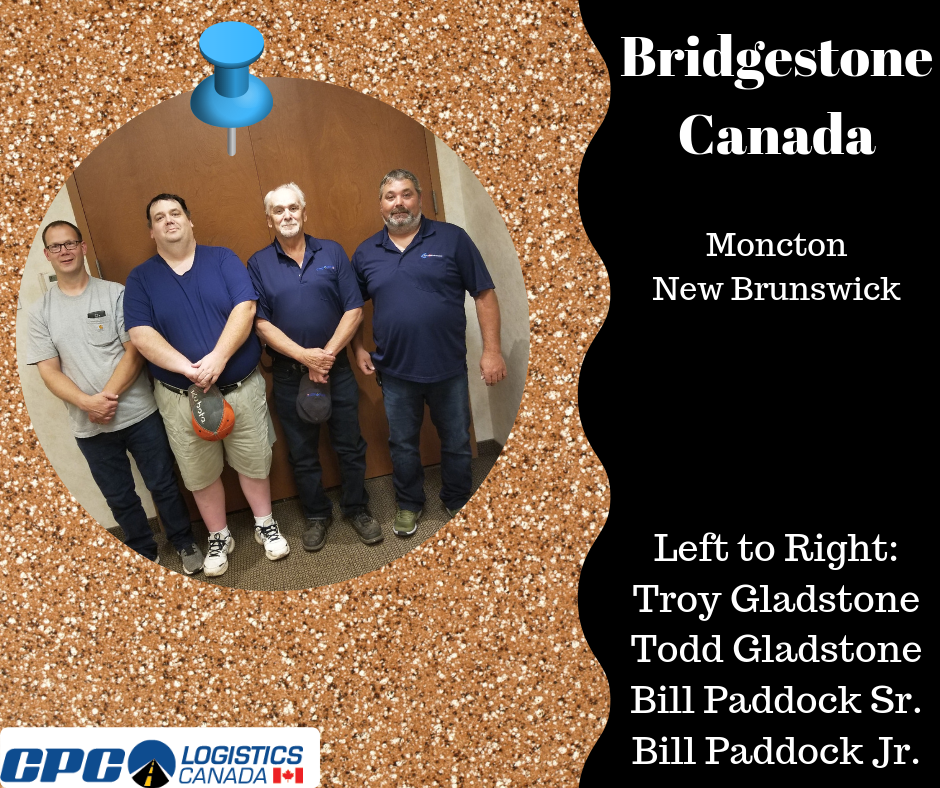 Bridgestone
Canada
Moncton
New Brunswick
Left to Right:
Troy Gladstone
Todd Gladstone
Bill Paddock Sr.
Bill Paddock Jr.
Kubota
CPC LOGISTICS
CANADA